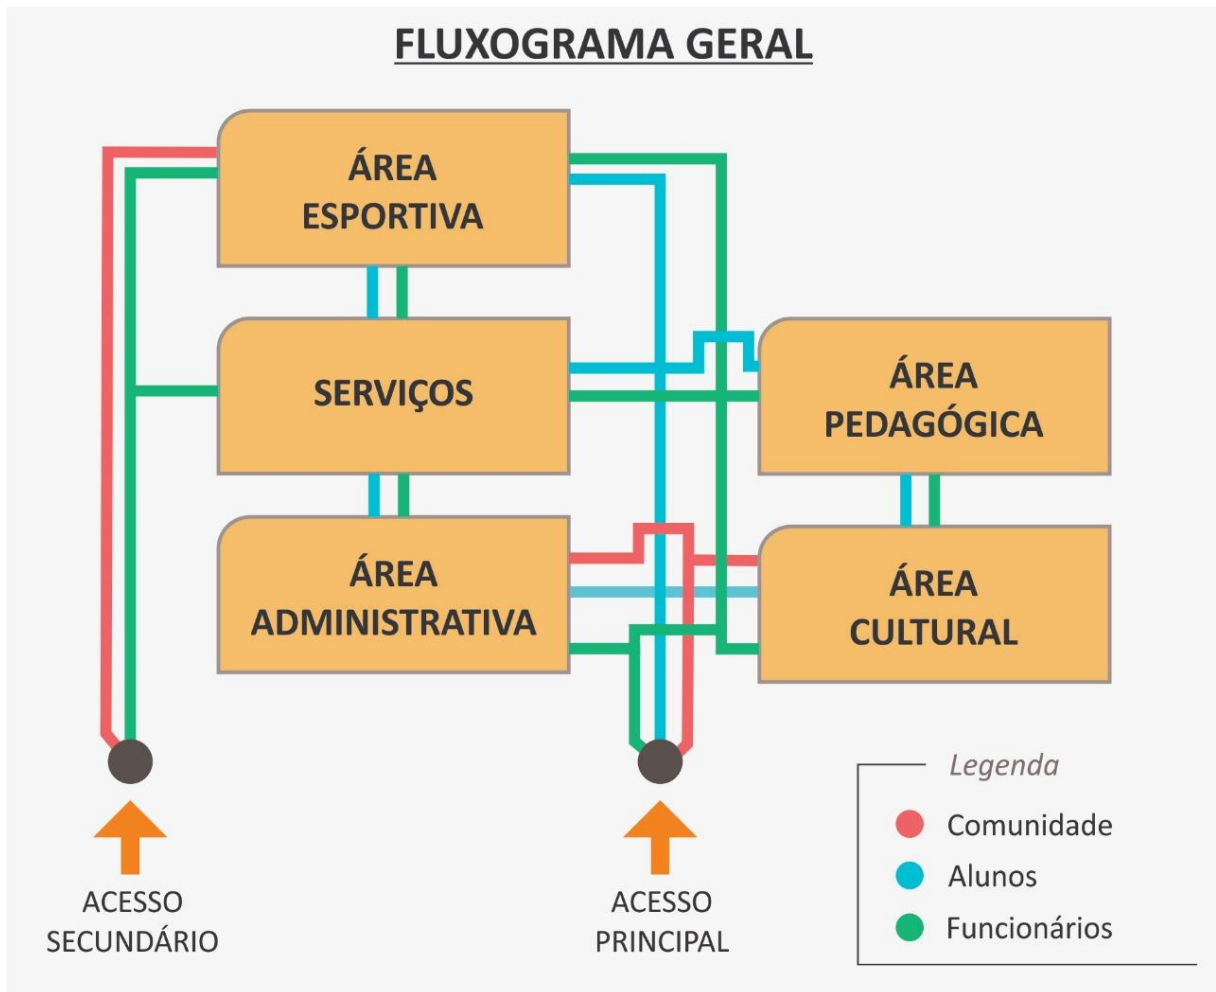 FLUXOGRAMA GERAL
ÁREA
ESPORTIVA
SERVIÇOS
ÁREA
PEDAGÓGICA
ÁREA
ADMINISTRATIVA
ÁREA
CULTURAL
ACESSO
SECUNDÁRIO
ACESSO
PRINCIPAL
Legenda
Comunidade
Alunos
Funcionários